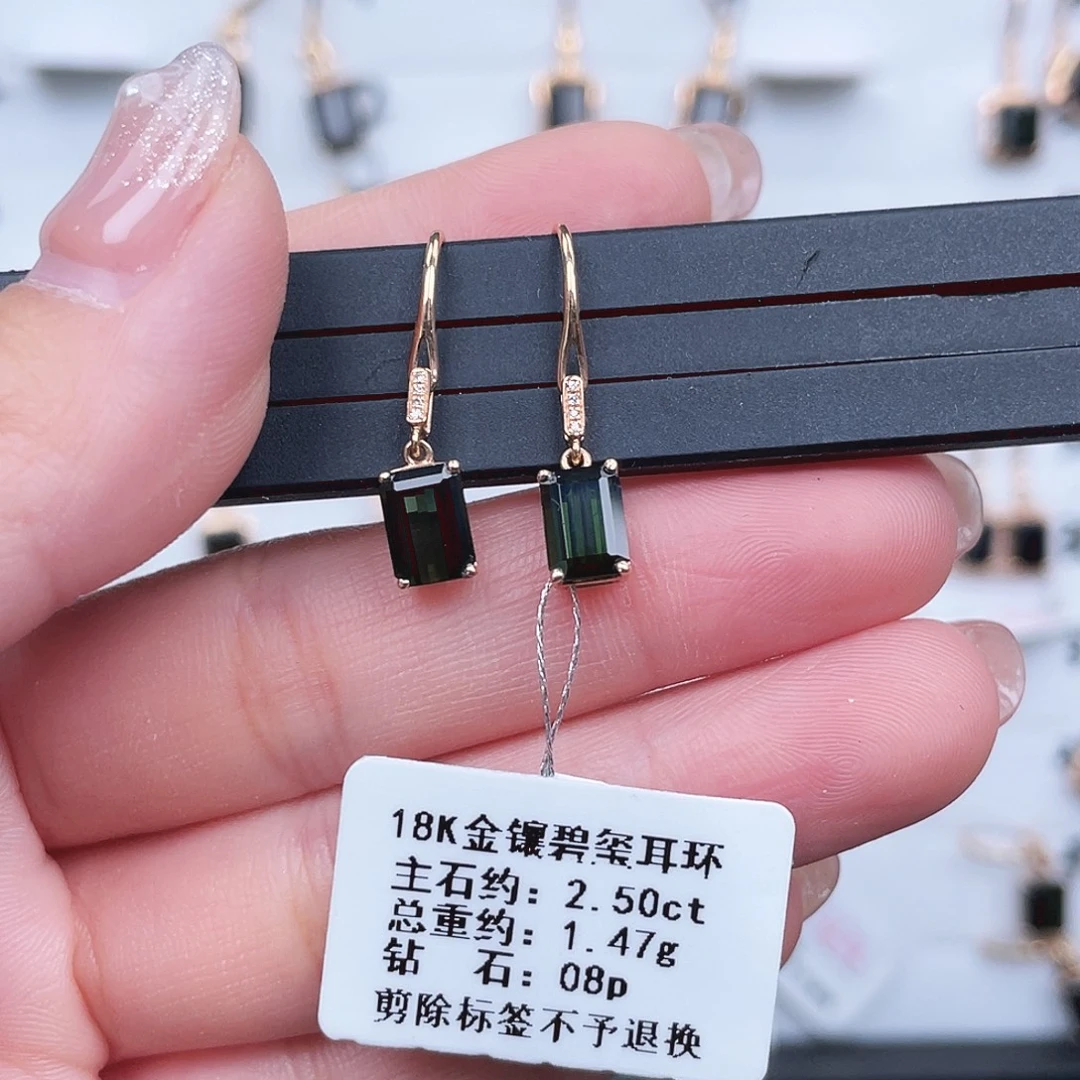 18K金镶碧玺耳环
主石约：2.50ct
总重约：1.47g
钻 石：08p
剪除标签不予退换